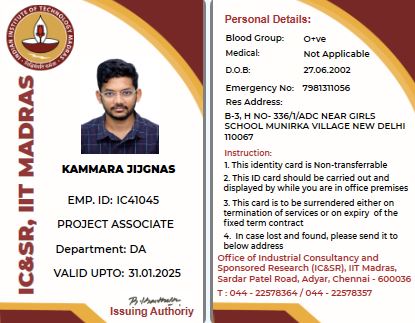 INDIAN INSTITUTE OF TECHNOLOGY MADRAS
IC&SR, IIT MADRAS
KAMMARA JIJGNAS
EMP. ID: IC41045
PROJECT ASSOCIATE
Department: DA
VALID UPTO: 31.01.2025
Issuing Authoriy
Personal Details:
Blood Group: O+ve
Medical: Not Applicable
D.O.B: 27.06.2002
Emergency No: 7981311056
Res Address:
B-3, H NO- 336/1/ADC NEAR GIRLS
SCHOOL MUNIRKA VILLAGE NEW DELHI
110067
Instruction:
1. This identity card is Non-transferrable
2. This ID card should be carried out and
displayed by while you are in office premises
3. This card is to be surrendered either on
termination of services or on expiry of the
fixed term contract
4. In case lost and found, please send it to
below address
Office of Industrial Consultancy and
Sponsored Research (IC&SR), IIT Madras,
Sardar Patel Road, Adyar, Chennai - 600036
T : 044 - 22578364 / 044 - 22578357